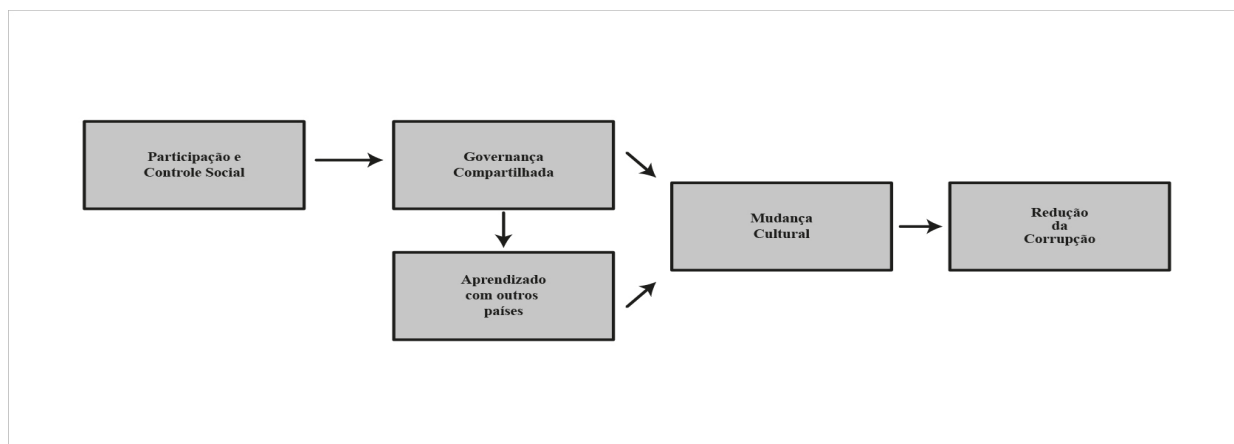 Participação e
Controle Social
Governança
Compartilhada
Aprendizado
com outros
países
Mudança
Cultural
Redução
da
Corrupção